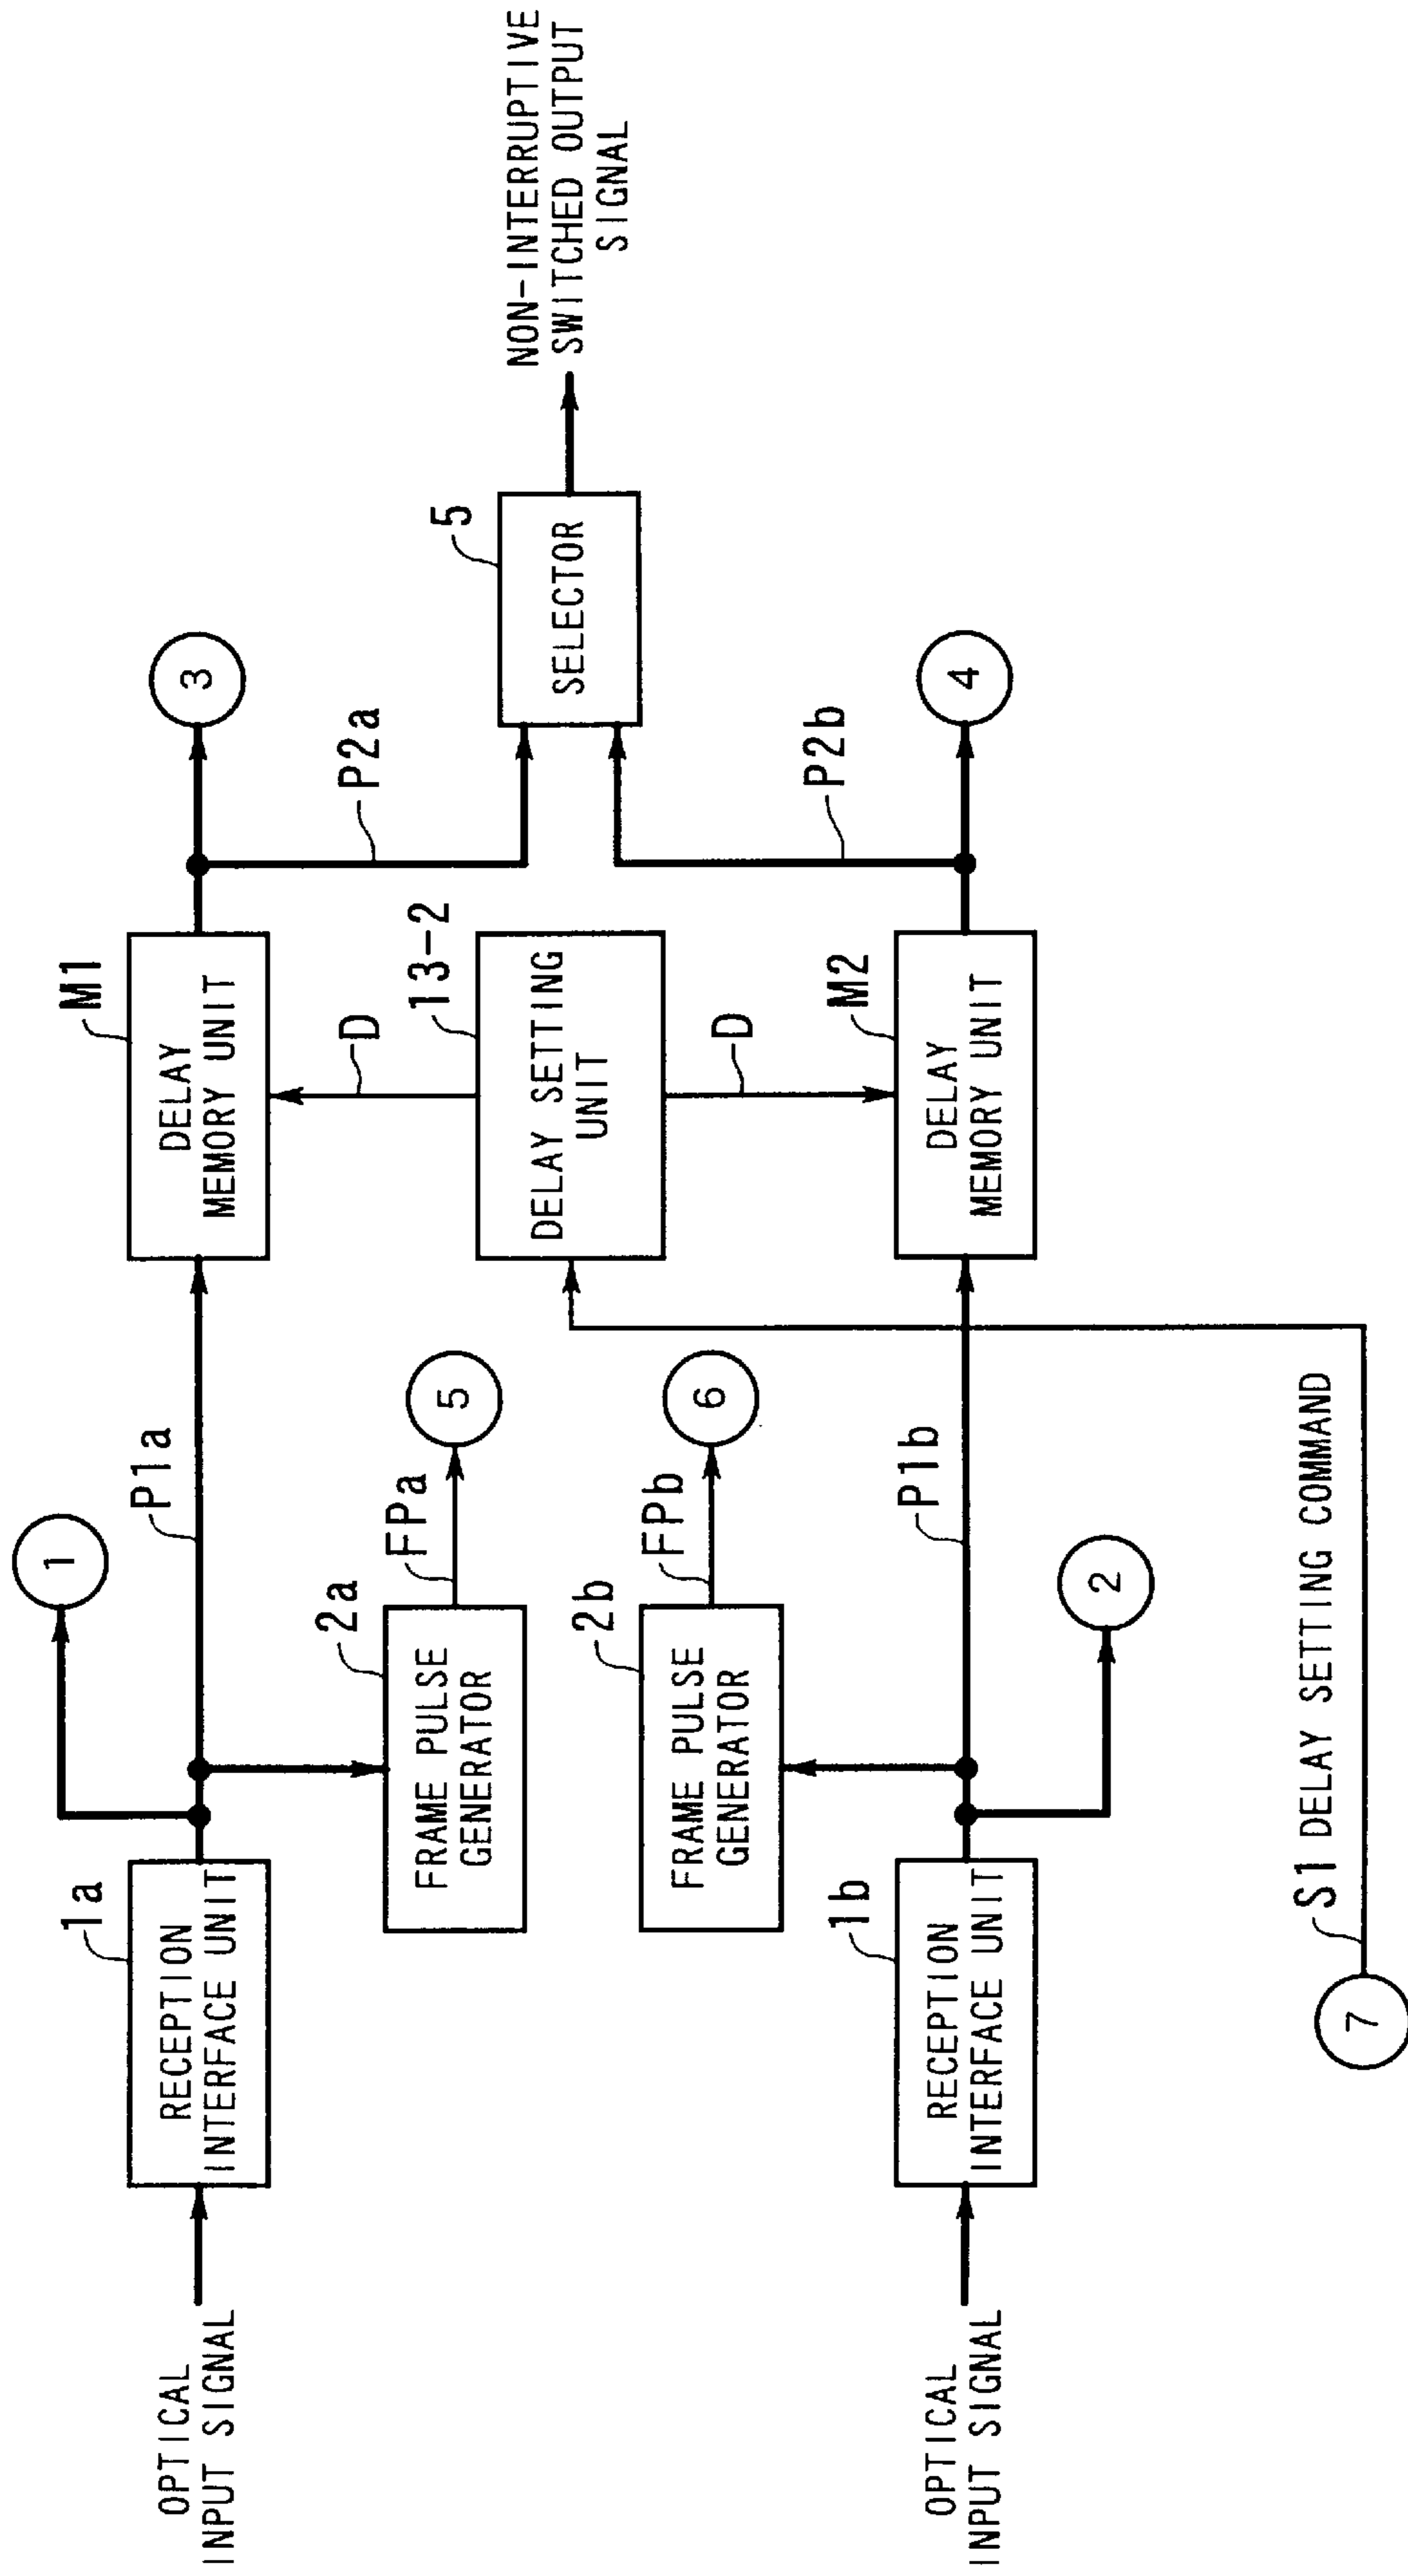 OPTICAL
INPUT SIGNAL
1a
RECEPTION
INTERFACE UNIT
1
P1a
M1
DELAY
MEMORY UNIT
3
2a
FRAME PULSE
GENERATOR
FPa
5
D
P2a
13-2
DELAY SETTING
UNIT
5
SELECTOR
NON-INTERRUPTIVE
SWITCHED OUTPUT
SIGNAL
2b
FRAME PULSE
GENERATOR
FPb
6
D
P2b
OPTICAL
INPUT SIGNAL
1b
RECEPTION
INTERFACE UNIT
P1b
M2
DELAY
MEMORY UNIT
4
2
7
S1 DELAY SETTING COMMAND